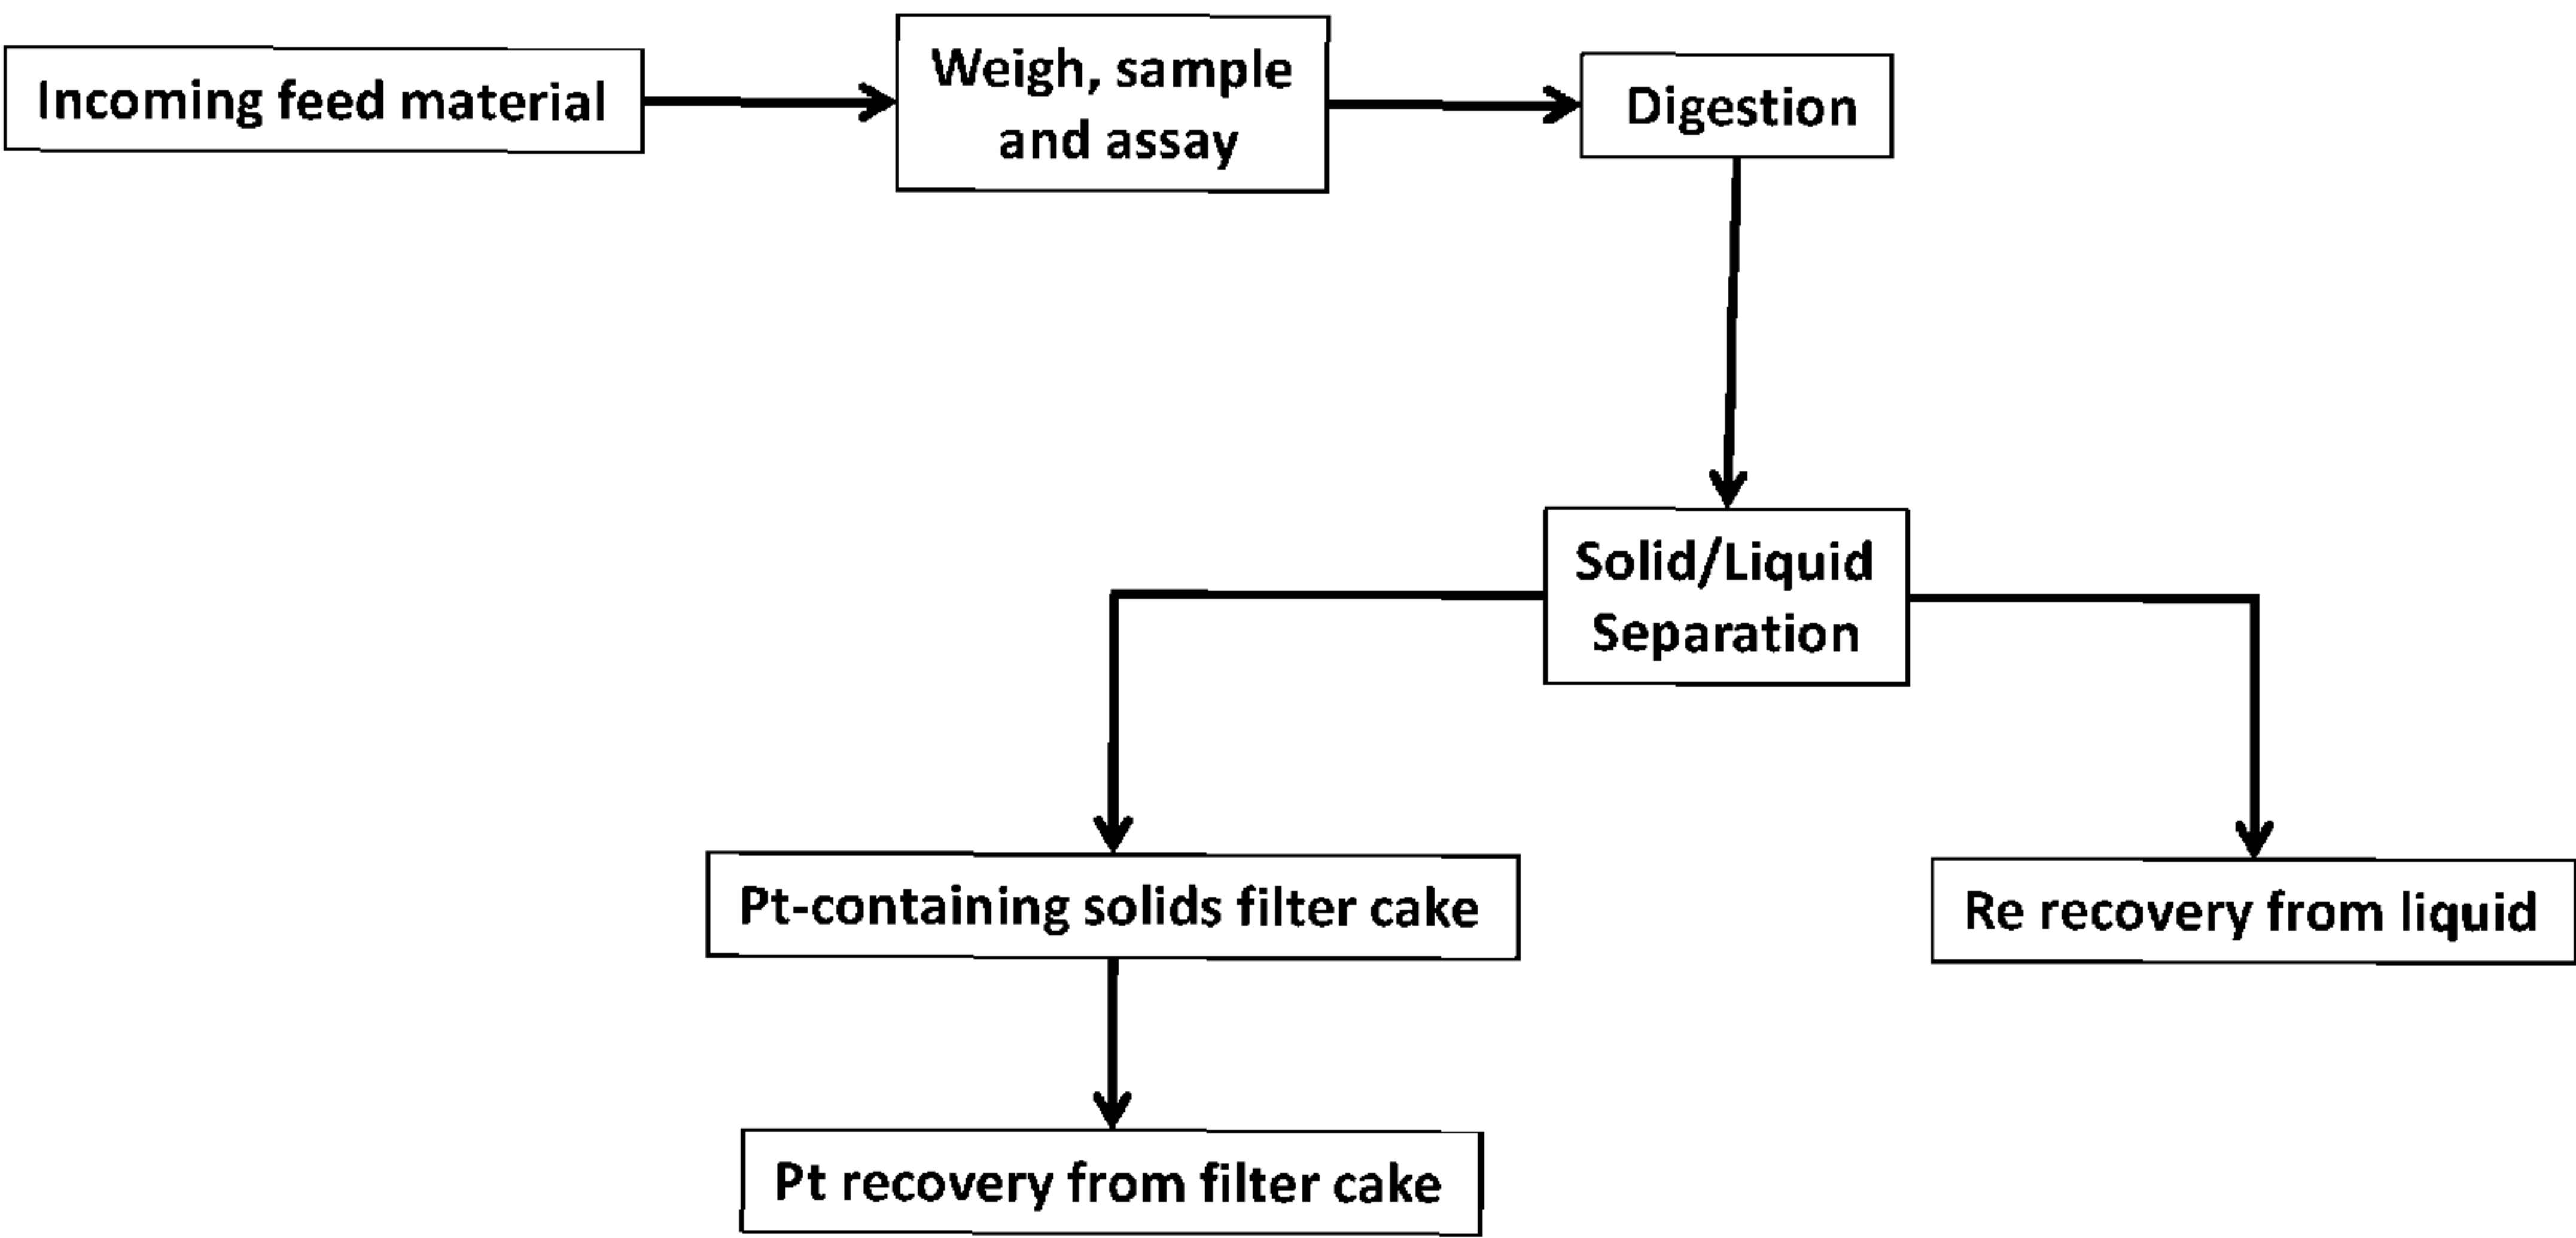 Incoming feed material
Weigh, sample
and assay
Digestion
Solid/Liquid
Separation
Pt-containing solids filter cake
Re recovery from liquid
Pt recovery from filter cake